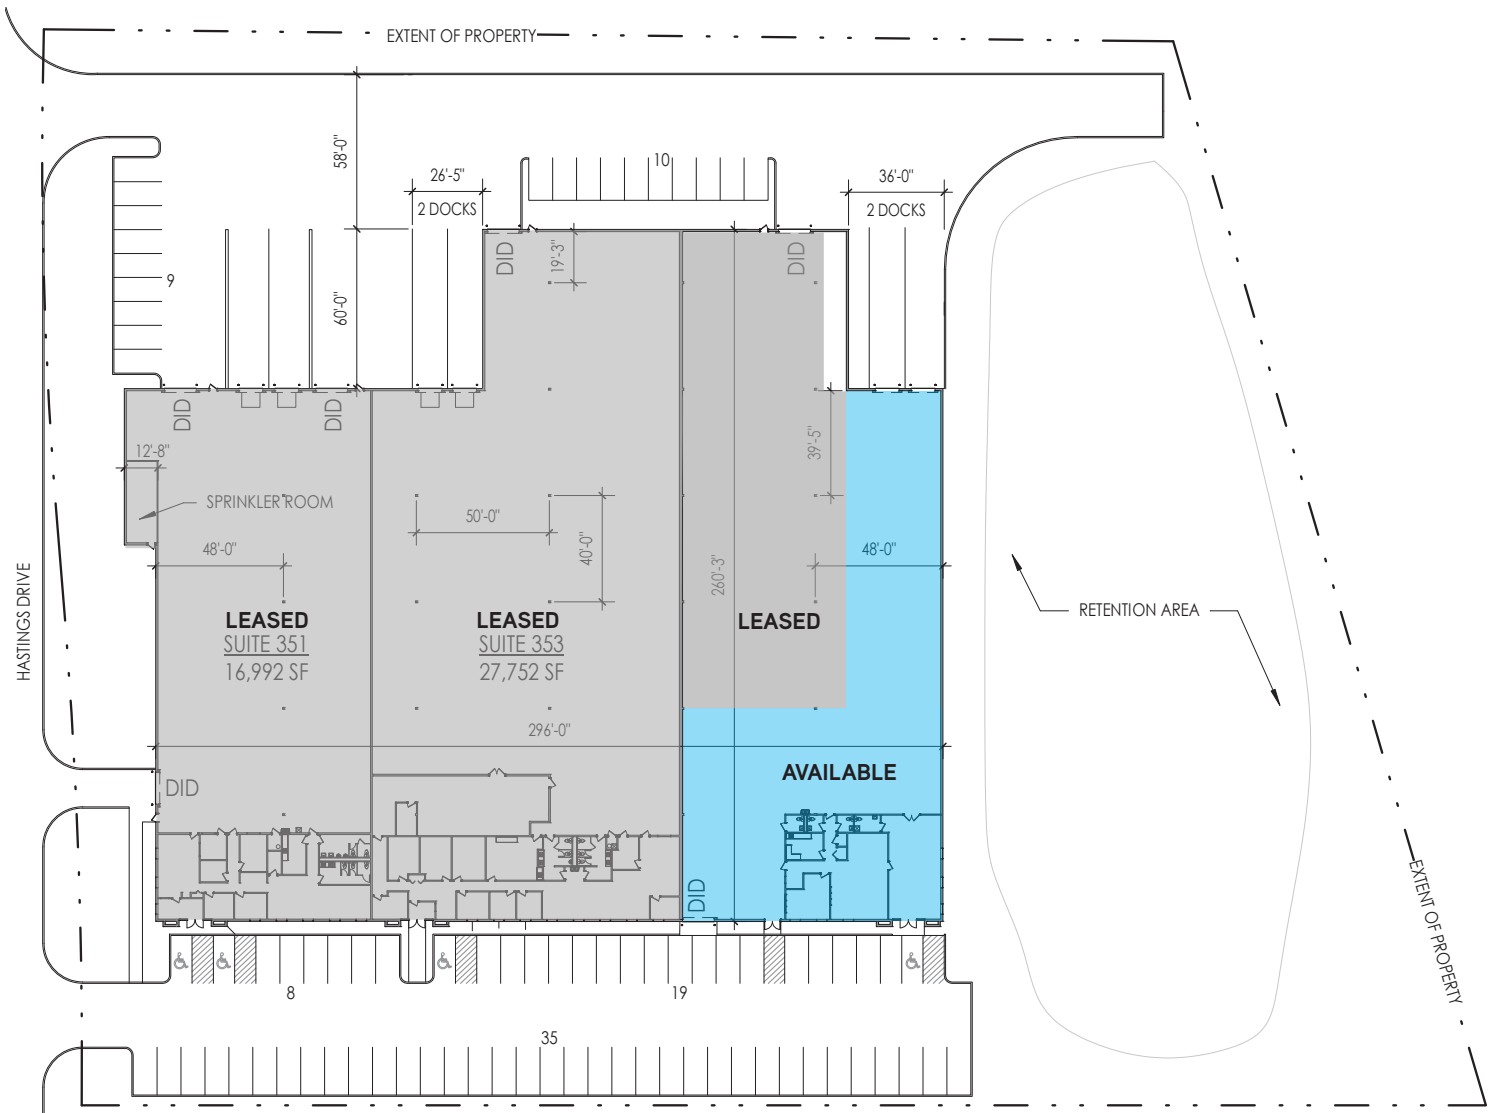 EXTENT OF PROPERTY
58'-0"
10
26'-5"
36'-0"
2 DOCKS
2 DOCKS
DID
19'-3"
DID
9
60'-0"
DID
DID
12'-8"
39'-5"
SPRINKLER ROOM
50'-0"
48'-0"
40'-0"
48'-0"
260'-3"
HASTINGS DRIVE
RETENTION AREA
LEASED
SUITE 351
16,992 SF
LEASED
SUITE 353
27,752 SF
LEASED
296'-0"
AVAILABLE
DID
DID
EXTENT OF PROPERTY
8
19
35